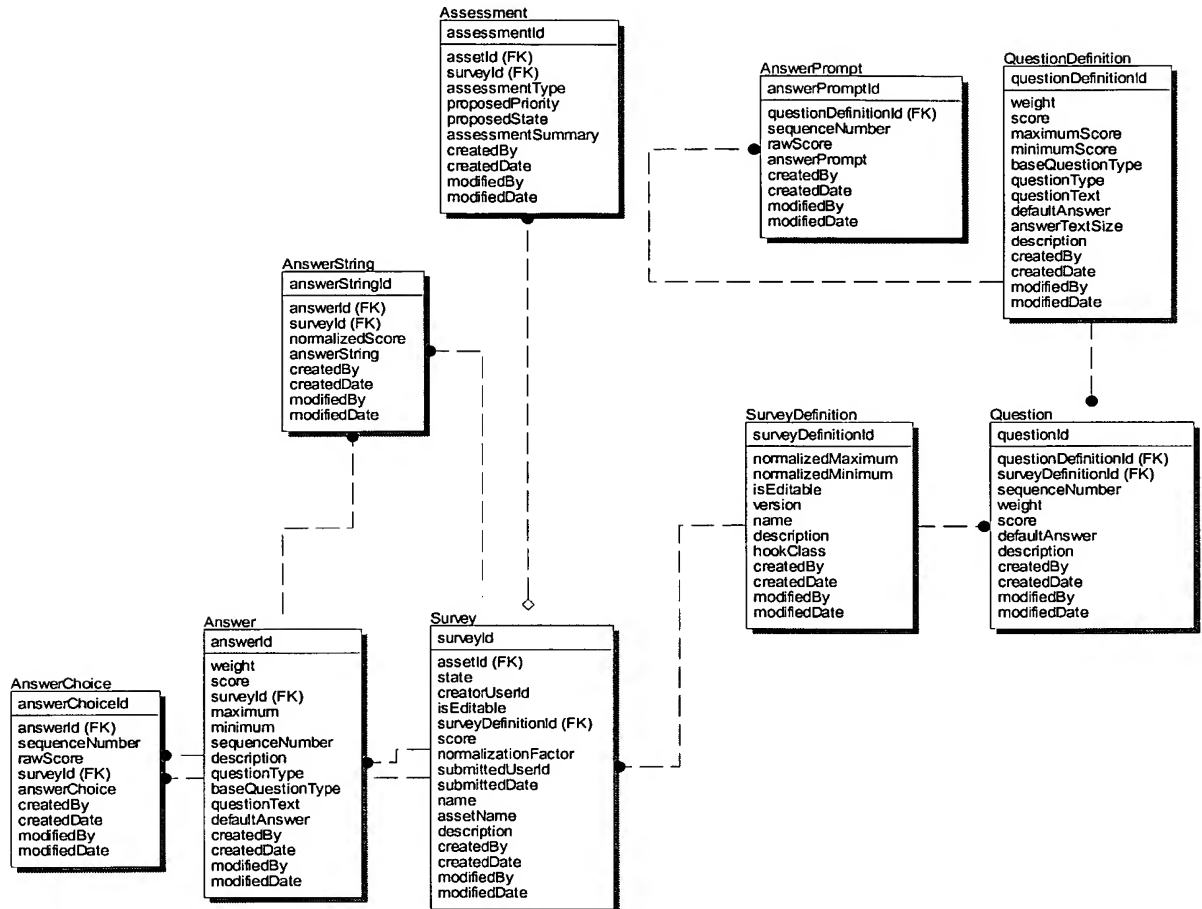 Assessment
assessmentId
assetId (FK)
surveyId (FK)
assessmentType
proposedPriority
proposedState
assessmentSummary
createdBy
createdDate
modifiedBy
modifiedDate
AnswerPrompt
answerPromptId
questionDefinitionId (FK)
sequenceNumber
rawScore
answerPrompt
createdBy
createdDate
modifiedBy
modifiedDate
QuestionDefinition
questionDefinitionId
weight
score
maximumScore
minimumScore
baseQuestionType
questionType
questionText
defaultAnswer
answerTextSize
description
createdBy
createdDate
modifiedBy
modifiedDate
AnswerString
answerStringId
answerId (FK)
surveyId (FK)
normalizedScore
answerString
createdBy
createdDate
modifiedBy
modifiedDate
SurveyDefinition
surveyDefinitionId
normalizedMaximum
normalizedMinimum
isEditable
version
name
description
hookClass
createdBy
createdDate
modifiedBy
modifiedDate
Question
questionId
questionDefinitionId (FK)
surveyDefinitionId (FK)
sequenceNumber
weight
score
defaultAnswer
description
createdBy
createdDate
modifiedBy
modifiedDate
AnswerChoice
answerChoiceId
answerId (FK)
sequenceNumber
rawScore
surveyId (FK)
answerChoice
createdBy
createdDate
modifiedBy
modifiedDate
Answer
answerId
weight
score
surveyId (FK)
maximum
minimum
sequenceNumber
description
questionType
baseQuestionType
questionText
defaultAnswer
createdBy
createdDate
modifiedBy
modifiedDate
Survey
surveyId
assetId (FK)
state
creatorUserId
isEditable
surveyDefinitionId (FK)
score
normalizationFactor
submittedUserId
submittedDate
name
assetName
description
createdBy
createdDate
modifiedBy
modifiedDate